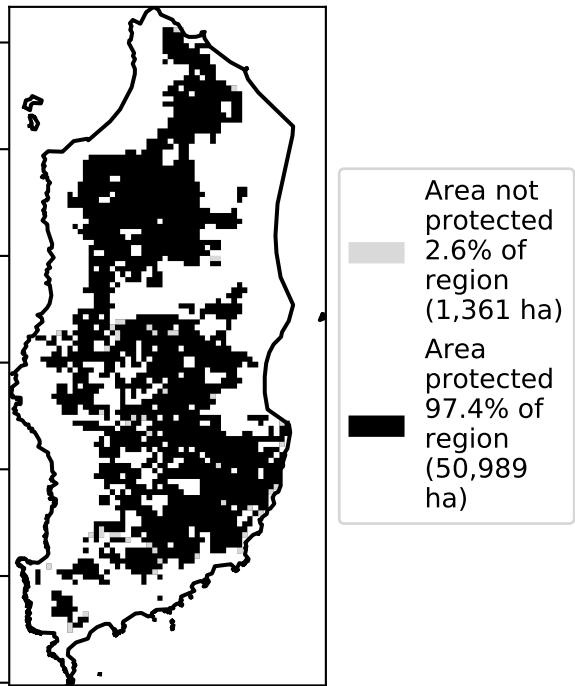 Area not
protected
2.6% of
region
(1,361 ha)
Area
protected
97.4% of
region
(50,989
ha)